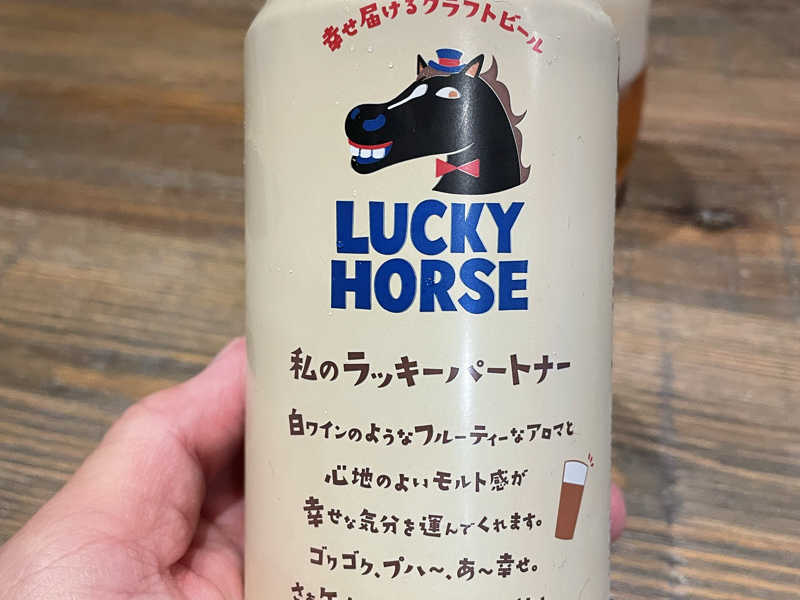 幸せ届けるクラフトビール
LUCKY
HORSE
私のラッキーパートナー
白ワインのようなフルーティーなアロマと
心地のよいモルト感が
幸せな気分を運んでくれます。
ゴクゴク、プハ〜、あ〜幸せ。